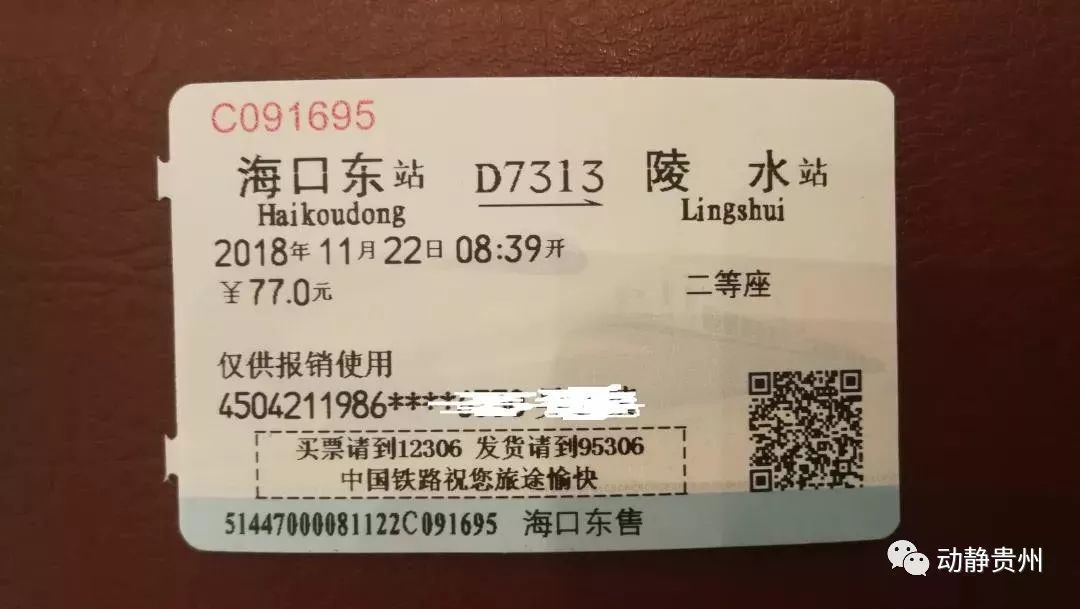 C091695
海口东站 D7313 陵水站
Haikoudong Lingshui
2018年11月22日 08:39开
¥77.0元 二等座
仅供报销使用
4504211986****
买票请到12306 发货请到95306
中国铁路祝您旅途愉快
51447000081122C091695 海口东售
动静贵州